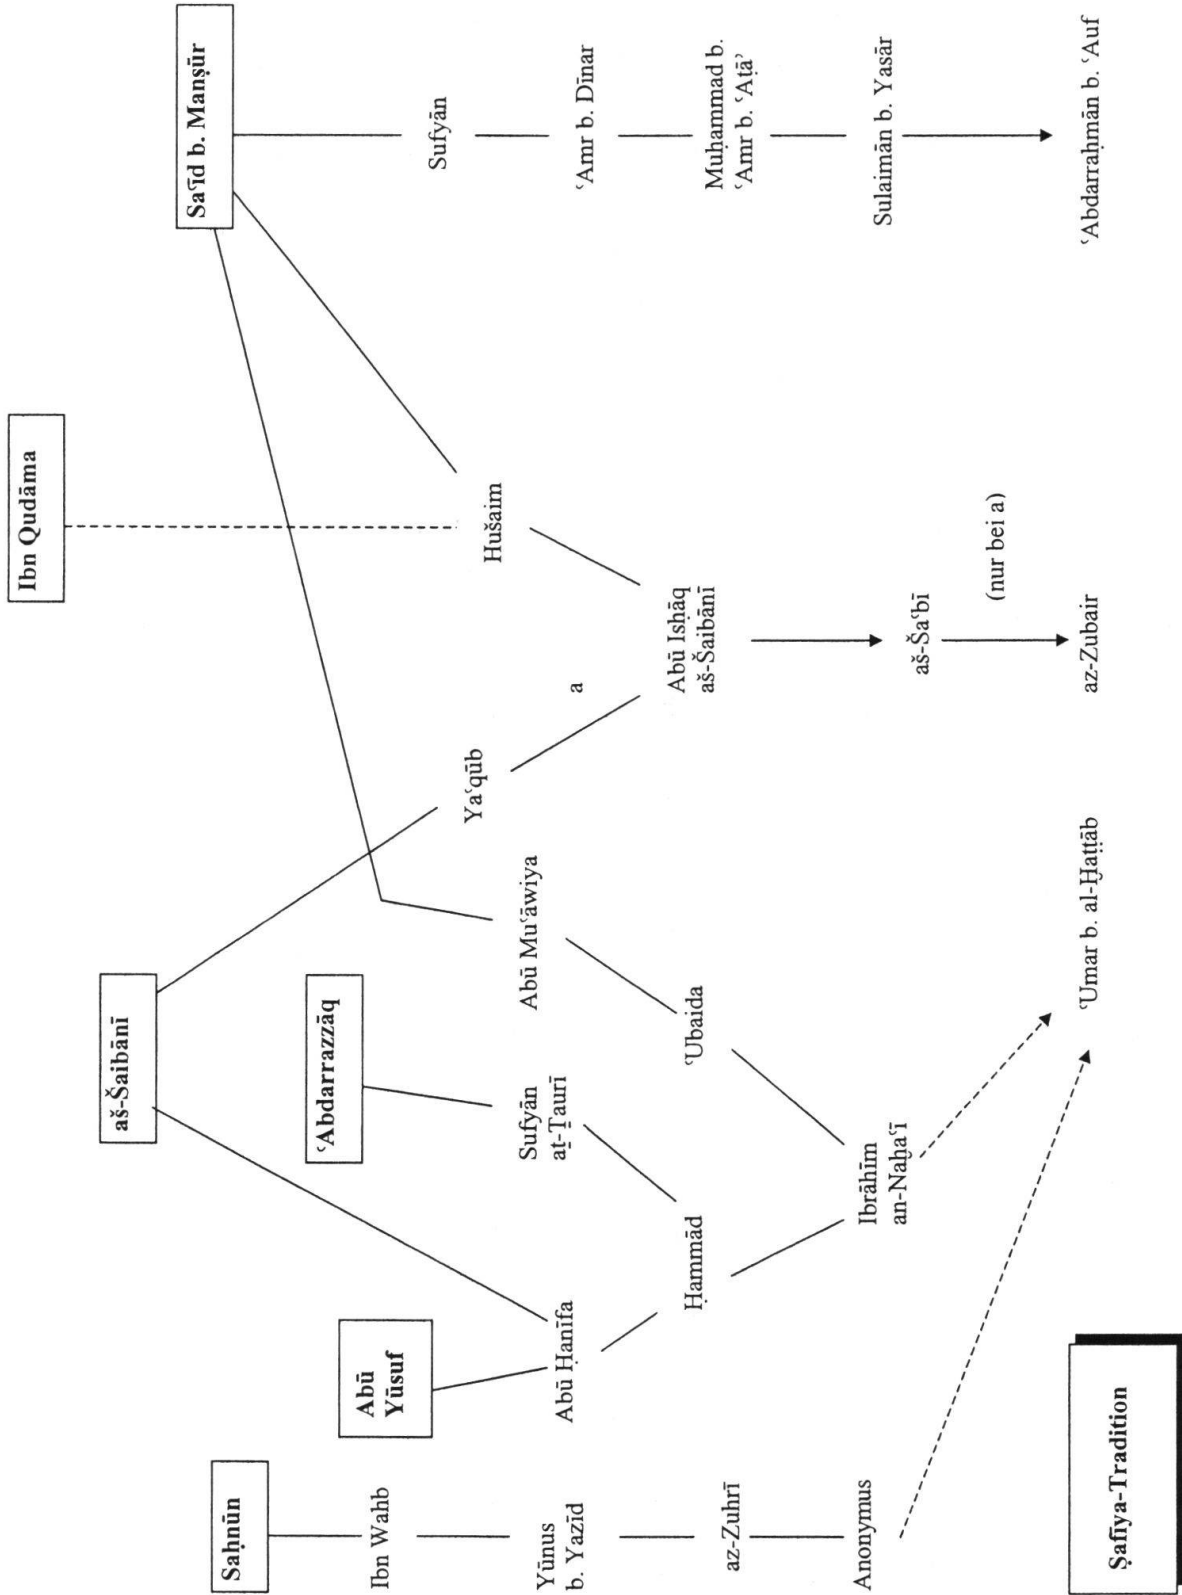 Ibn Qudāma
aš-Šaibānī
Saʿīd b. Manṣūr
Saḥnūn
ʿAbdarrazzāq
Abū
Yūsuf
Ibn Wahb
Sufyān
Yaʿqūb
Hušaim
Yūnus
b. Yazīd
Abū Ḥanīfa
Sufyān
aṯ-Ṯaurī
Abū Muʿāwiya
a
ʿAmr b. Dīnar
Ḥammād
ʿUbaida
Abū Isḥāq
aš-Šaibānī
Muḥammad b.
ʿAmr b. ʿAṭāʾ
az-Zuhrī
Anonymus
Ibrāhīm
an-Naḫaʿī
aš-Šaʿbī
Sulaimān b. Yasār
(nur bei a)
ʿUmar b. al-Ḫaṭṭāb
az-Zubair
ʿAbdarraḥmān b. ʿAuf
Ṣafīya-Tradition